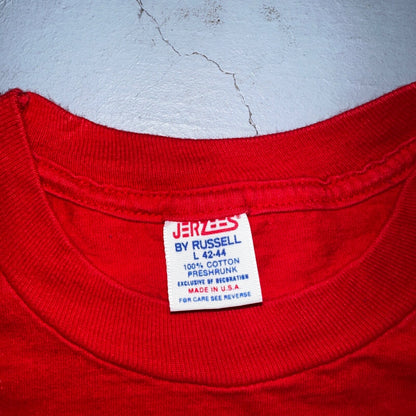 JERZEES
BY RUSSELL
L 42-44
100% COTTON
PRESHRUNK
EXCLUSIVE OF DECORATION
MADE IN U.S.A.
FOR CARE SEE REVERSE